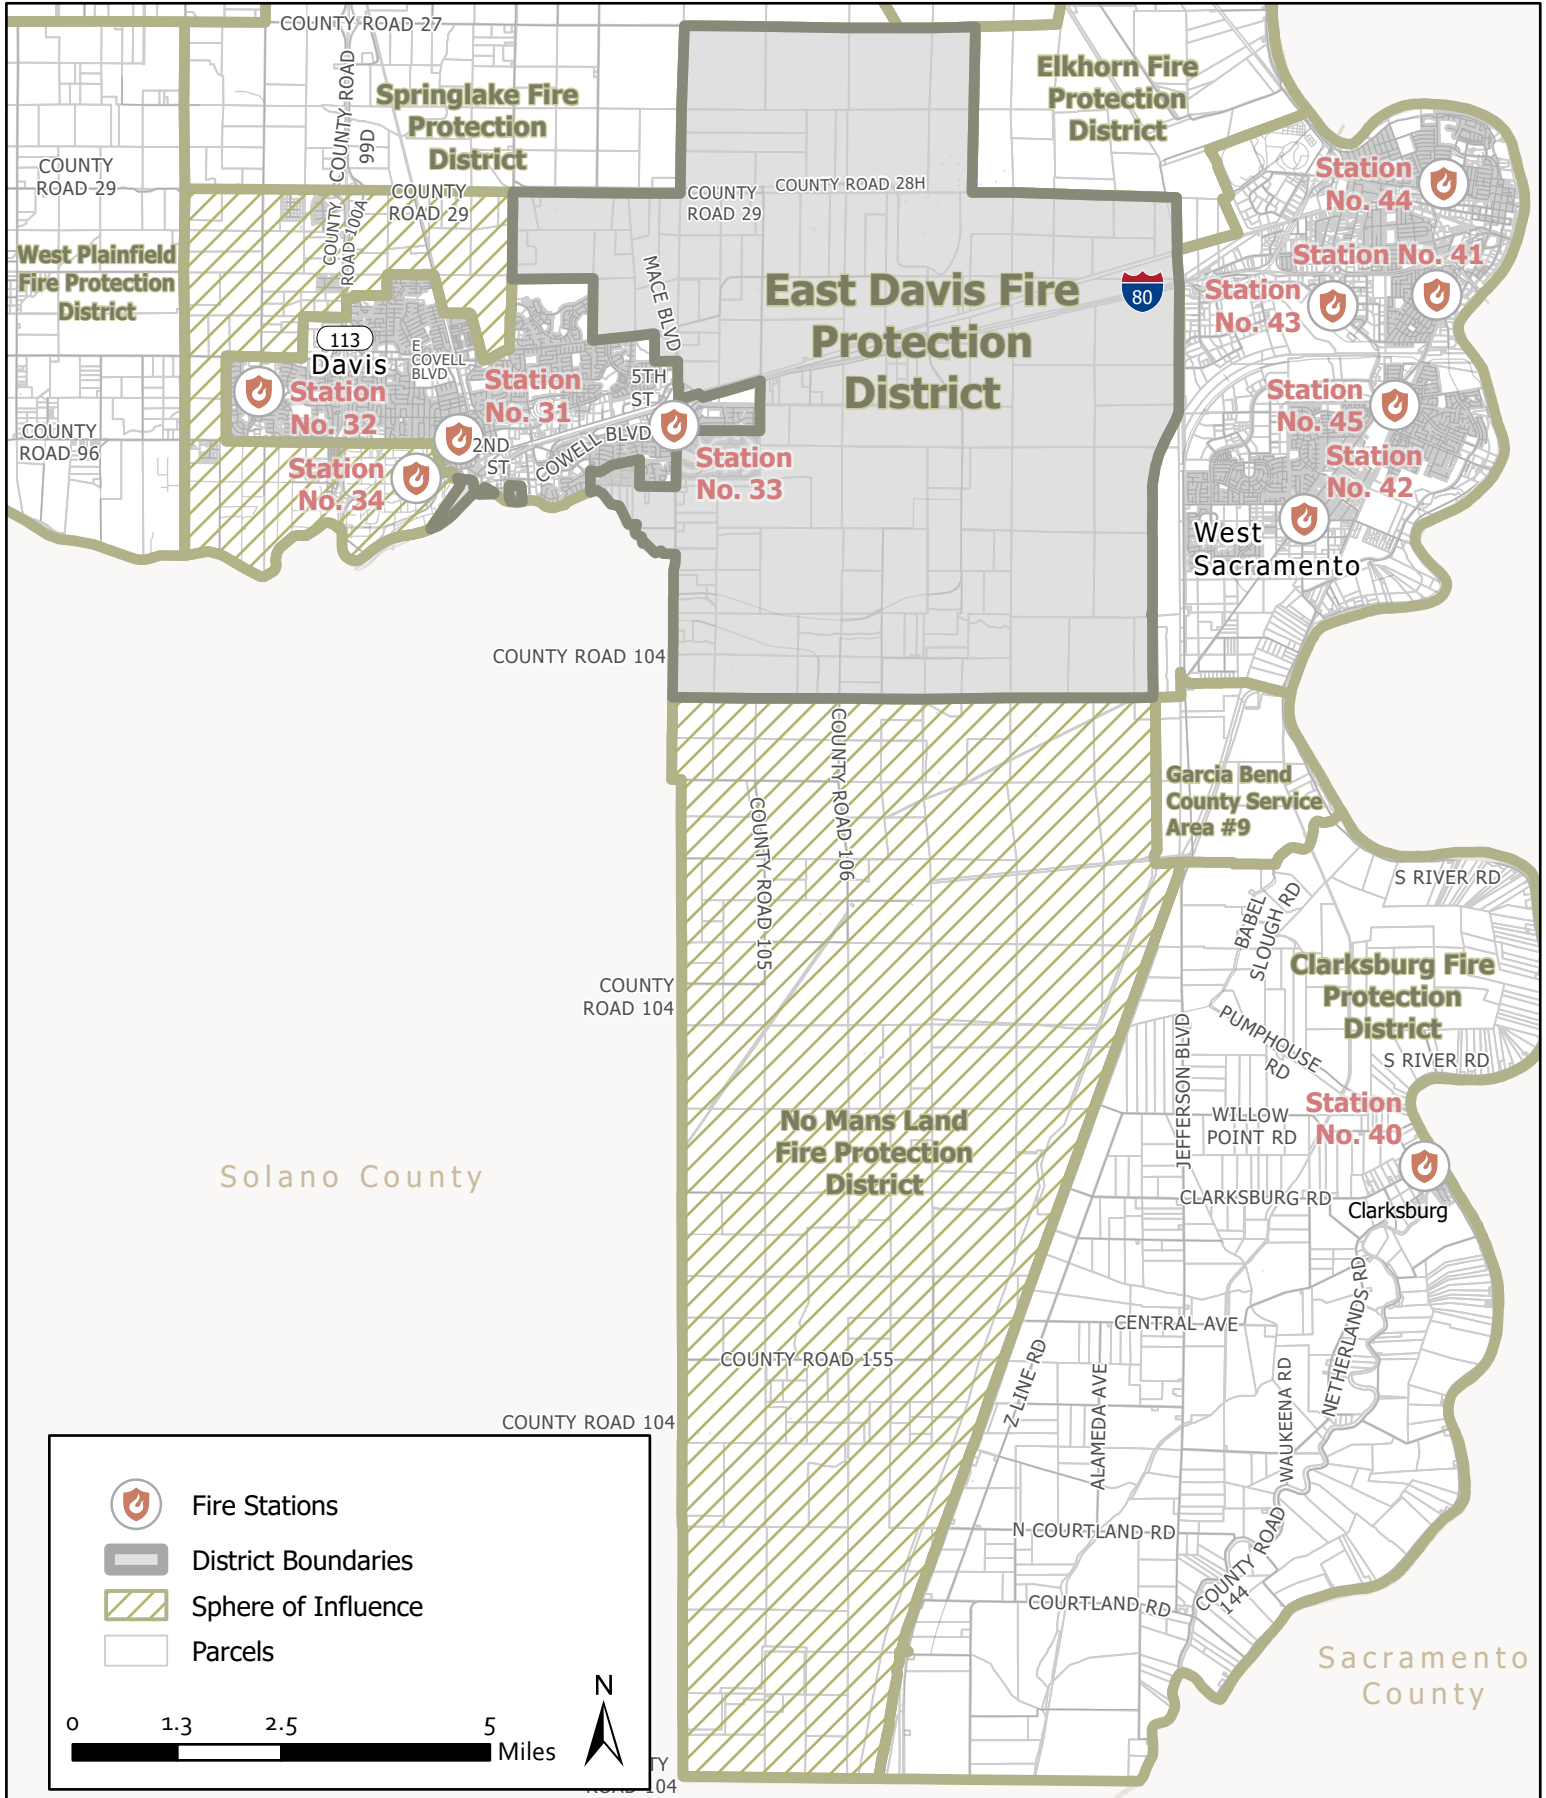 COUNTY ROAD 27
COUNTY ROAD
99D
Springlake Fire
Protection
District
Elkhorn Fire
Protection
District
COUNTY
ROAD 29
COUNTY
ROAD 29
COUNTY
ROAD 29
COUNTY ROAD 28H
Station
No. 44
COUNTY
ROAD 100A
West Plainfield
Fire Protection
District
MACE BLVD
East Davis Fire
Protection
District
80
Station No. 41
Station
No. 43
113
Davis
E
COVELL
BLVD
Station
No. 32
Station
No. 31
5TH
ST
Station
No. 45
COUNTY
ROAD 96
2ND
ST
COWELL BLVD
Station
No. 33
Station
No. 34
Station
No. 42
West
Sacramento
COUNTY ROAD 104
COUNTY ROAD 106
COUNTY ROAD 105
Garcia Bend
County Service
Area #9
S RIVER RD
BABEL
SLOUGH RD
Clarksburg Fire
Protection
District
COUNTY
ROAD 104
PUMPHOUSE
RD
JEFFERSON BLVD
S RIVER RD
No Mans Land
Fire Protection
District
WILLOW
POINT RD
Station
No. 40
Solano County
CLARKSBURG RD
Clarksburg
CENTRAL AVE
NETHERLANDS RD
COUNTY ROAD 155
Z LINE RD
ALAMEDA AVE
WAUKEENA RD
COUNTY ROAD 104
N COURTLAND RD
COUNTY ROAD
144
COURTLAND RD
Sacramento
County
Fire Stations
District Boundaries
Sphere of Influence
Parcels
N
0 1.3 2.5 5
Miles
TY
ROAD 104